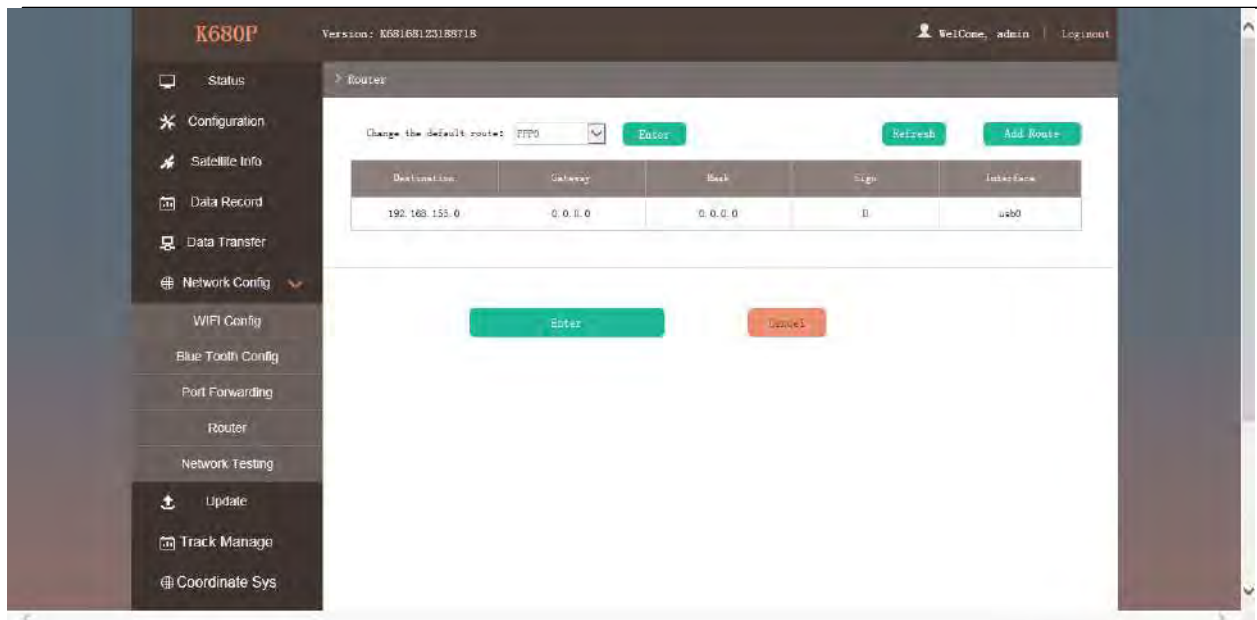 K680P
Version: K68168123188718
WelCome, admin | Loginout
Status
> Router
Configuration
Change the default route: PPP0 Enter Refresh Add Route
Satellite Info
Destination Gateway Mask Sign Interface
Data Record
192.168.155.0 0.0.0.0 0.0.0.0 usb0
Data Transfer
Network Config
Enter Cancel
WIFI Config
Blue Tooth Config
Port Forwarding
Router
Network Testing
Update
Track Manage
Coordinate Sys